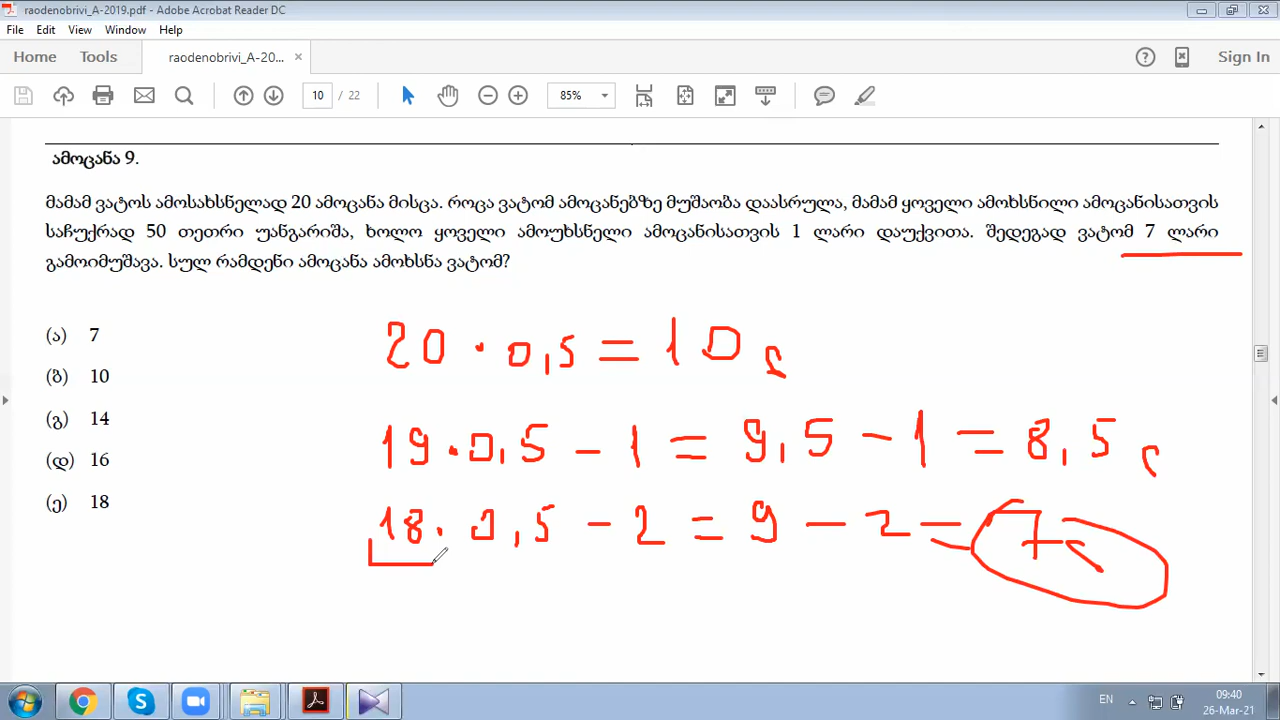 raodenobrivi_A-2019.pdf - Adobe Acrobat Reader DC
File Edit View Window Help
Home Tools raodenobrivi_A-20... × Sign In
10 / 22 85%
ამოცანა 9.
მამამ ვატოს ამოსახსნელად 20 ამოცანა მისცა. როცა ვატომ ამოცანებზე მუშაობა დაასრულა, მამამ ყოველი ამოხსნილი ამოცანისათვის
საჩუქრად 50 თეთრი უანგარიშა, ხოლო ყოველი ამოუხსნელი ამოცანისათვის 1 ლარი დაუქვითა. შედეგად ვატომ 7 ლარი
გამოიმუშავა. სულ რამდენი ამოცანა ამოხსნა ვატომ?
(ა) 7
(ბ) 10
(გ) 14
(დ) 16
(ე) 18
20 · 0,5 = 10 ლ
19 · 0,5 - 1 = 9,5 - 1 = 8,5
18 · 0,5 - 2 = 9 - 2 = 7
EN 09:40
26-Mar-21